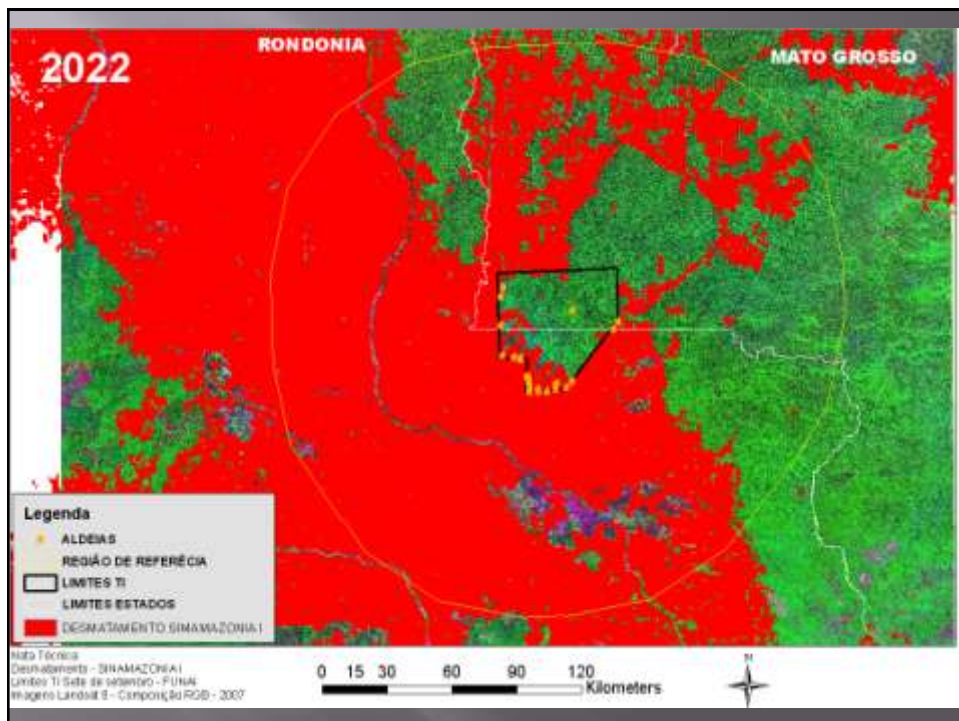 RONDONIA
MATO GROSSO
2022
Legenda
ALDEIAS
REGIÃO DE REFERÊCIA
LIMITES TI
LIMITES ESTADOS
DESMATAMENTO SIMAMAZONIA I
Nota Técnica
Desmatamento - SIMAMAZONIA I
Limites TI Sete de setembro - FUNAI
Imagens Landsat 5 - Composição RGB - 2007
0 15 30 60 90 120
Kilometers
N